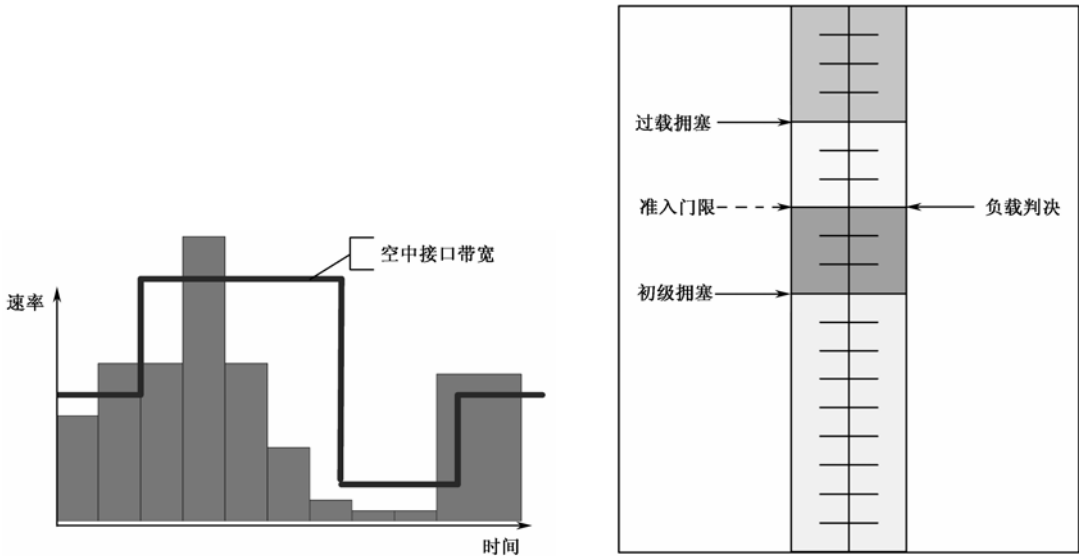 空中接口带宽
速率
时间
过载拥塞
准入门限
负载判决
初级拥塞